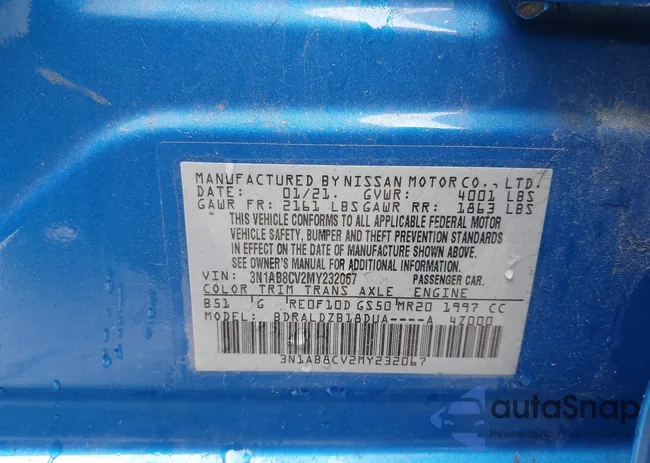 MANUFACTURED BY NISSAN MOTOR CO., LTD.
DATE: 01/21. GVWR: 4001 LBS
GAWR FR: 2161 LBS GAWR RR: 1863 LBS
THIS VEHICLE CONFORMS TO ALL APPLICABLE FEDERAL MOTOR
VEHICLE SAFETY, BUMPER AND THEFT PREVENTION STANDARDS
IN EFFECT ON THE DATE OF MANUFACTURE SHOWN ABOVE.
SEE OWNER'S MANUAL FOR ADDITIONAL INFORMATION.
VIN: 3N1AB8CV2MY232067 PASSENGER CAR.
COLOR TRIM TRANS AXLE ENGINE
B51 G RE0F10D GS50 MR20 1997 CC
MODEL: BDRALDZB18DUA----A 4Z000
3N1AB8CV2MY232067
autaSnap